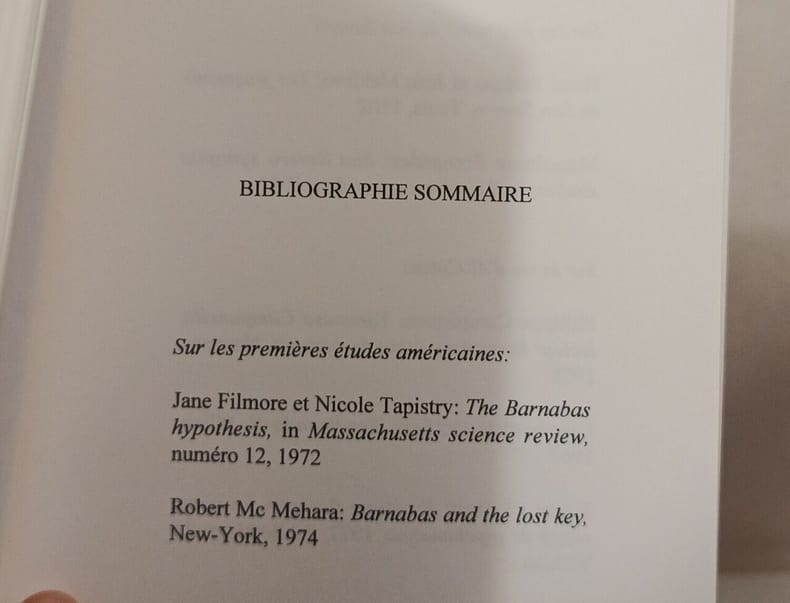 BIBLIOGRAPHIE SOMMAIRE
Sur les premières études américaines:
Jane Filmore et Nicole Tapistry: The Barnabas
hypothesis, in Massachusetts science review,
numéro 12, 1972
Robert Mc Mehara: Barnabas and the lost key,
New-York, 1974